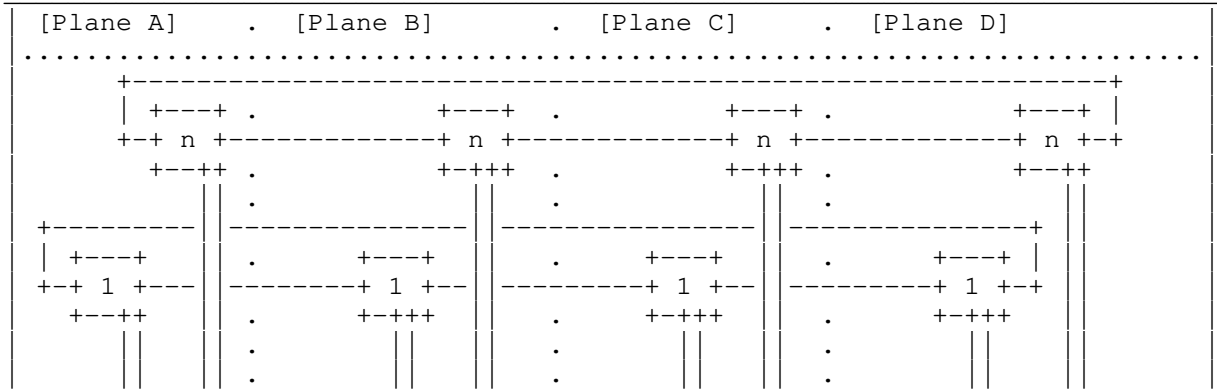 [Plane A] . [Plane B] . [Plane C] . [Plane D]
n n n n
1 1 1 1